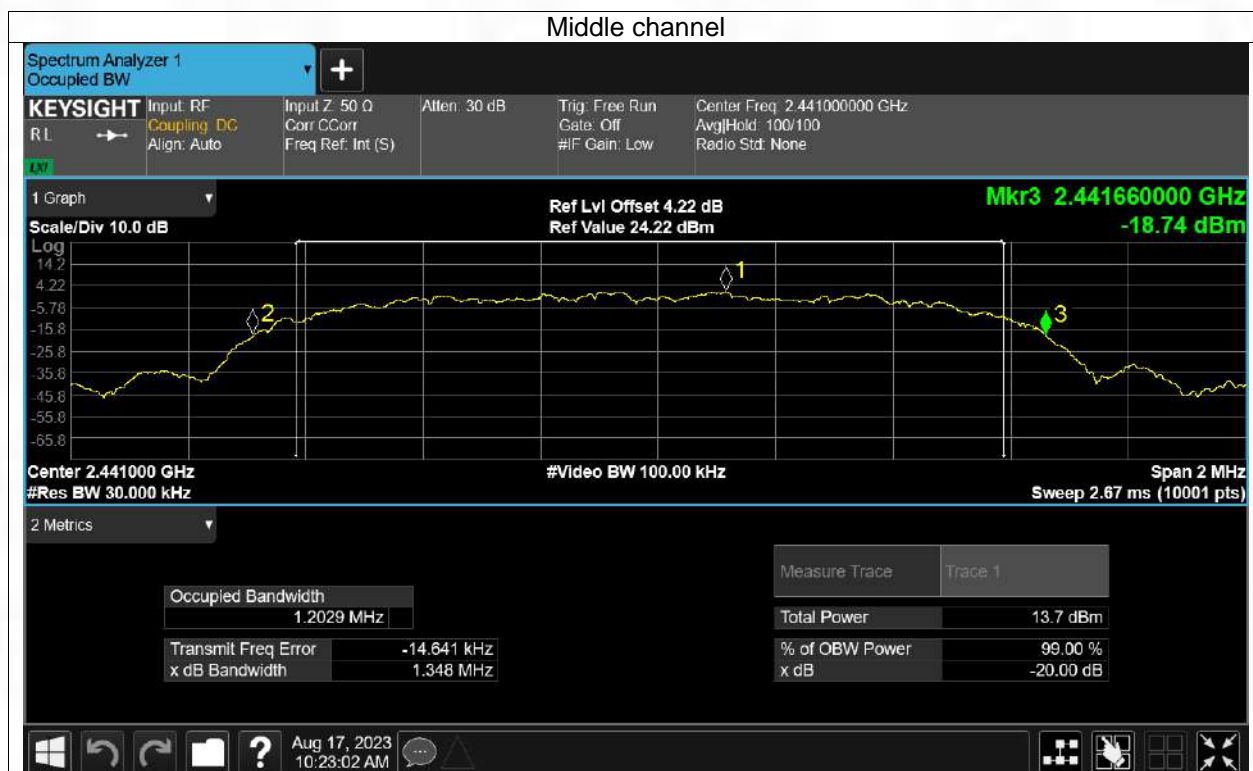 Middle channel
Spectrum Analyzer 1
Occupied BW
+
KEYSIGHT
R L
LXI
Input: RF
Coupling: DC
Align: Auto
Input Z: 50 Ω
Corr CCorr
Freq Ref: Int (S)
Atten: 30 dB
Trig: Free Run
Gate: Off
#IF Gain: Low
Center Freq: 2.441000000 GHz
Avg|Hold: 100/100
Radio Std: None
1 Graph
Scale/Div 10.0 dB
Ref Lvl Offset 4.22 dB
Ref Value 24.22 dBm
Mkr3 2.441660000 GHz
-18.74 dBm
Log
14.2
4.22
-5.78
-15.8
-25.8
-35.8
-45.8
-55.8
-65.8
1
2
3
Center 2.441000 GHz
#Res BW 30.000 kHz
#Video BW 100.00 kHz
Span 2 MHz
Sweep 2.67 ms (10001 pts)
2 Metrics
Measure Trace Trace 1
Occupied Bandwidth
1.2029 MHz
Total Power 13.7 dBm
Transmit Freq Error -14.641 kHz
% of OBW Power 99.00 %
x dB Bandwidth 1.348 MHz
x dB -20.00 dB
?
Aug 17, 2023
10:23:02 AM